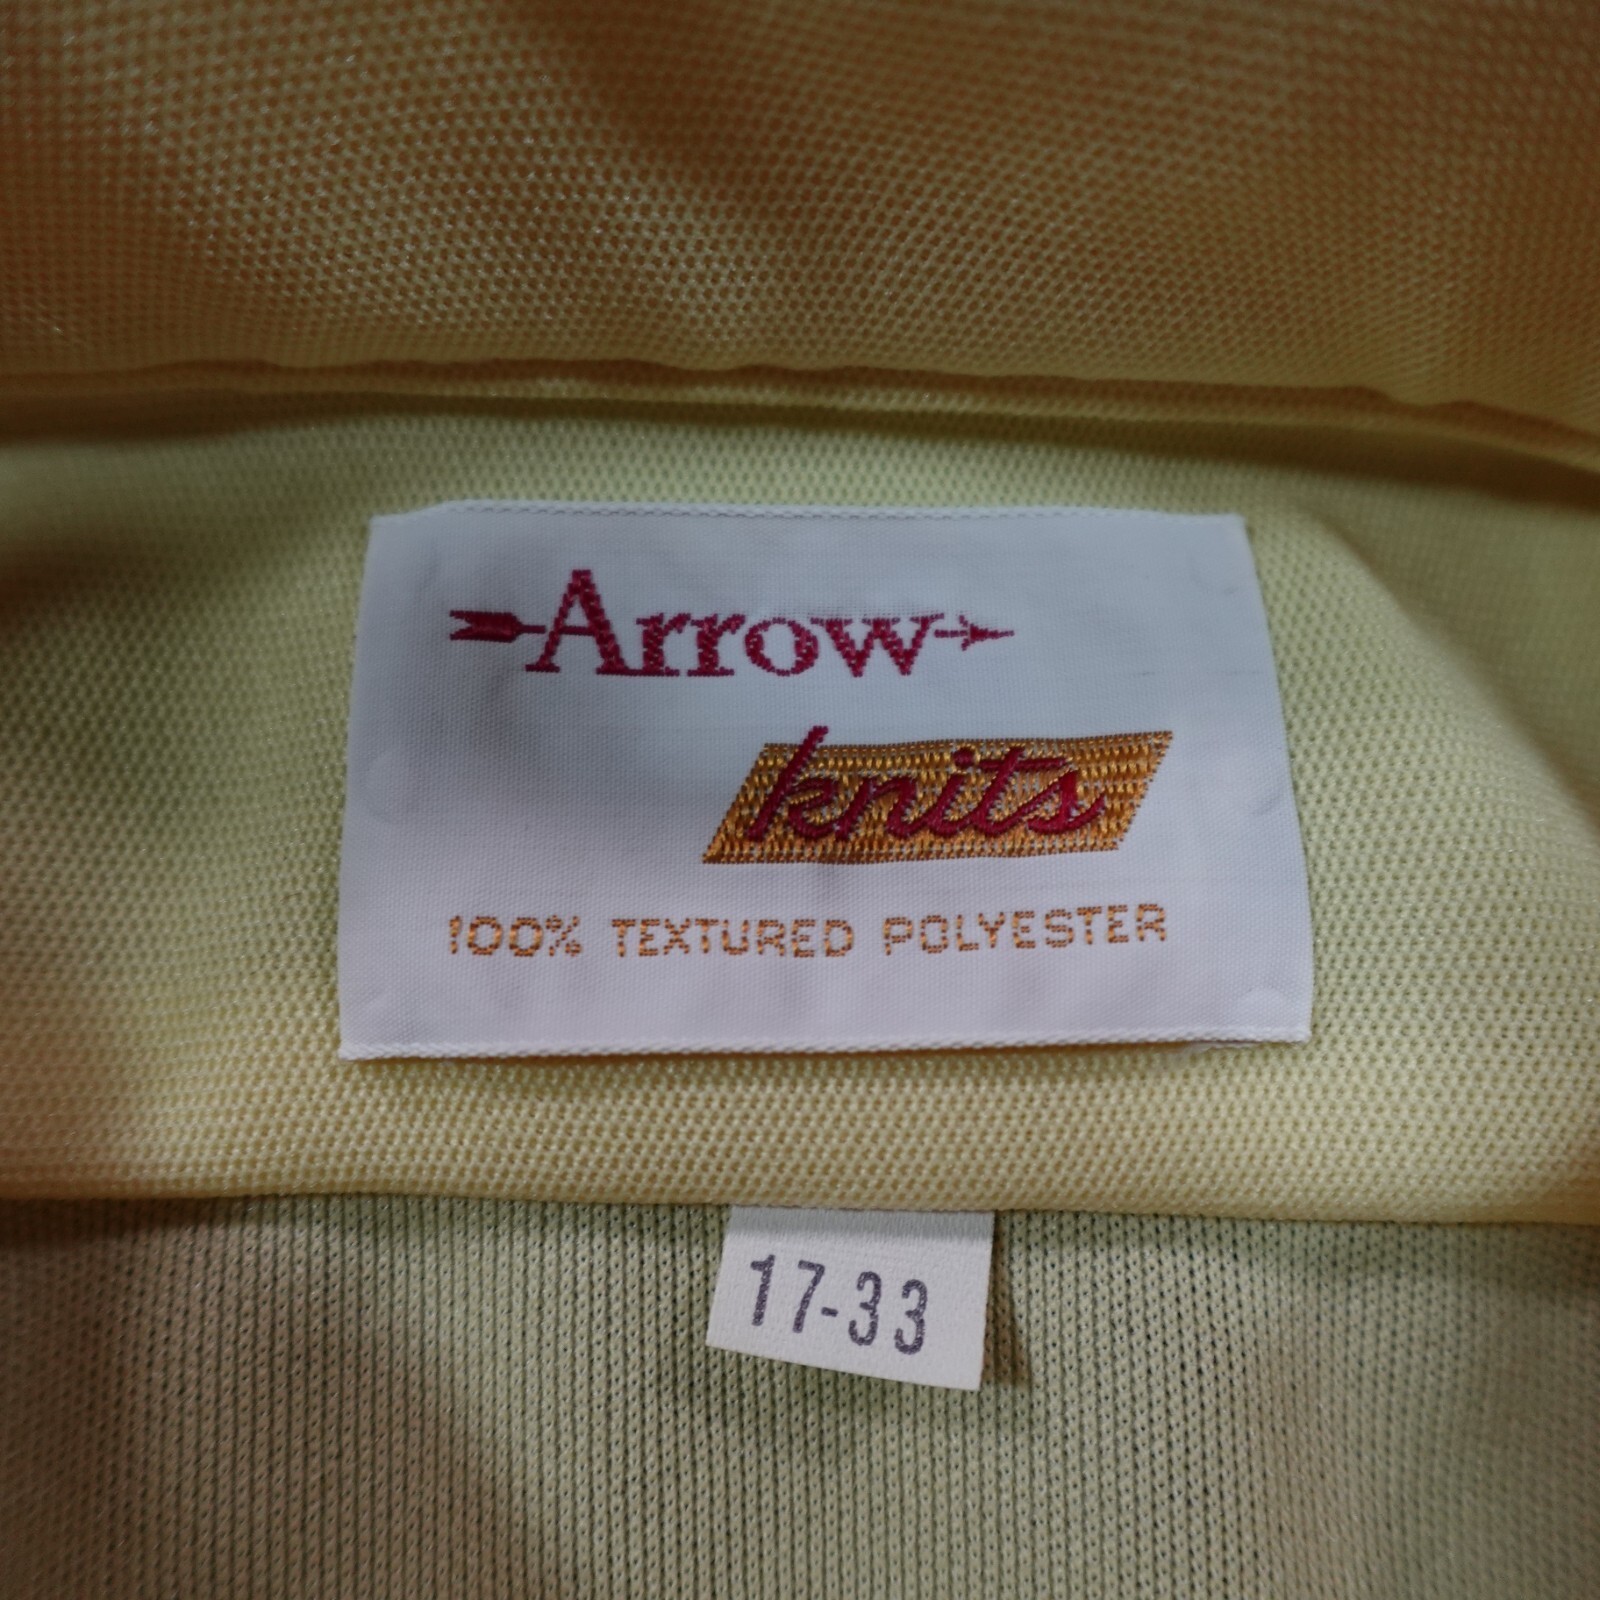 Arrow
knits
100% TEXTURED POLYESTER
17-33